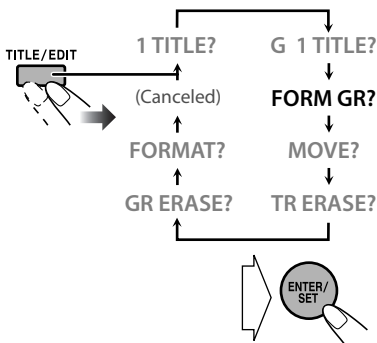 TITLE/EDIT
1 TITLE?
G 1 TITLE?
(Canceled)
FORM GR?
FORMAT?
MOVE?
GR ERASE?
TR ERASE?
ENTER/
SET